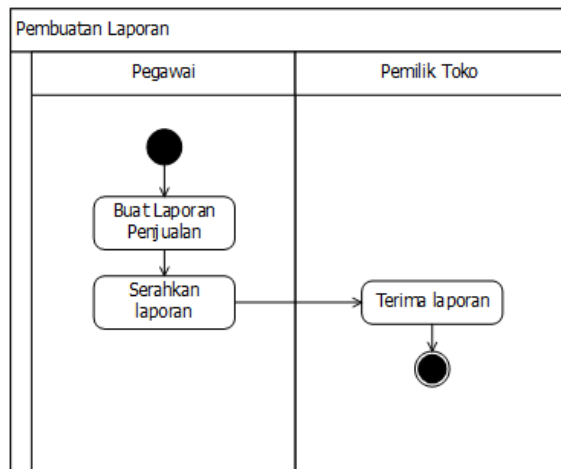 Pembuatan Laporan
Pegawai
Pemilik Toko
Buat Laporan
Penjualan
Serahkan
laporan
Terima laporan